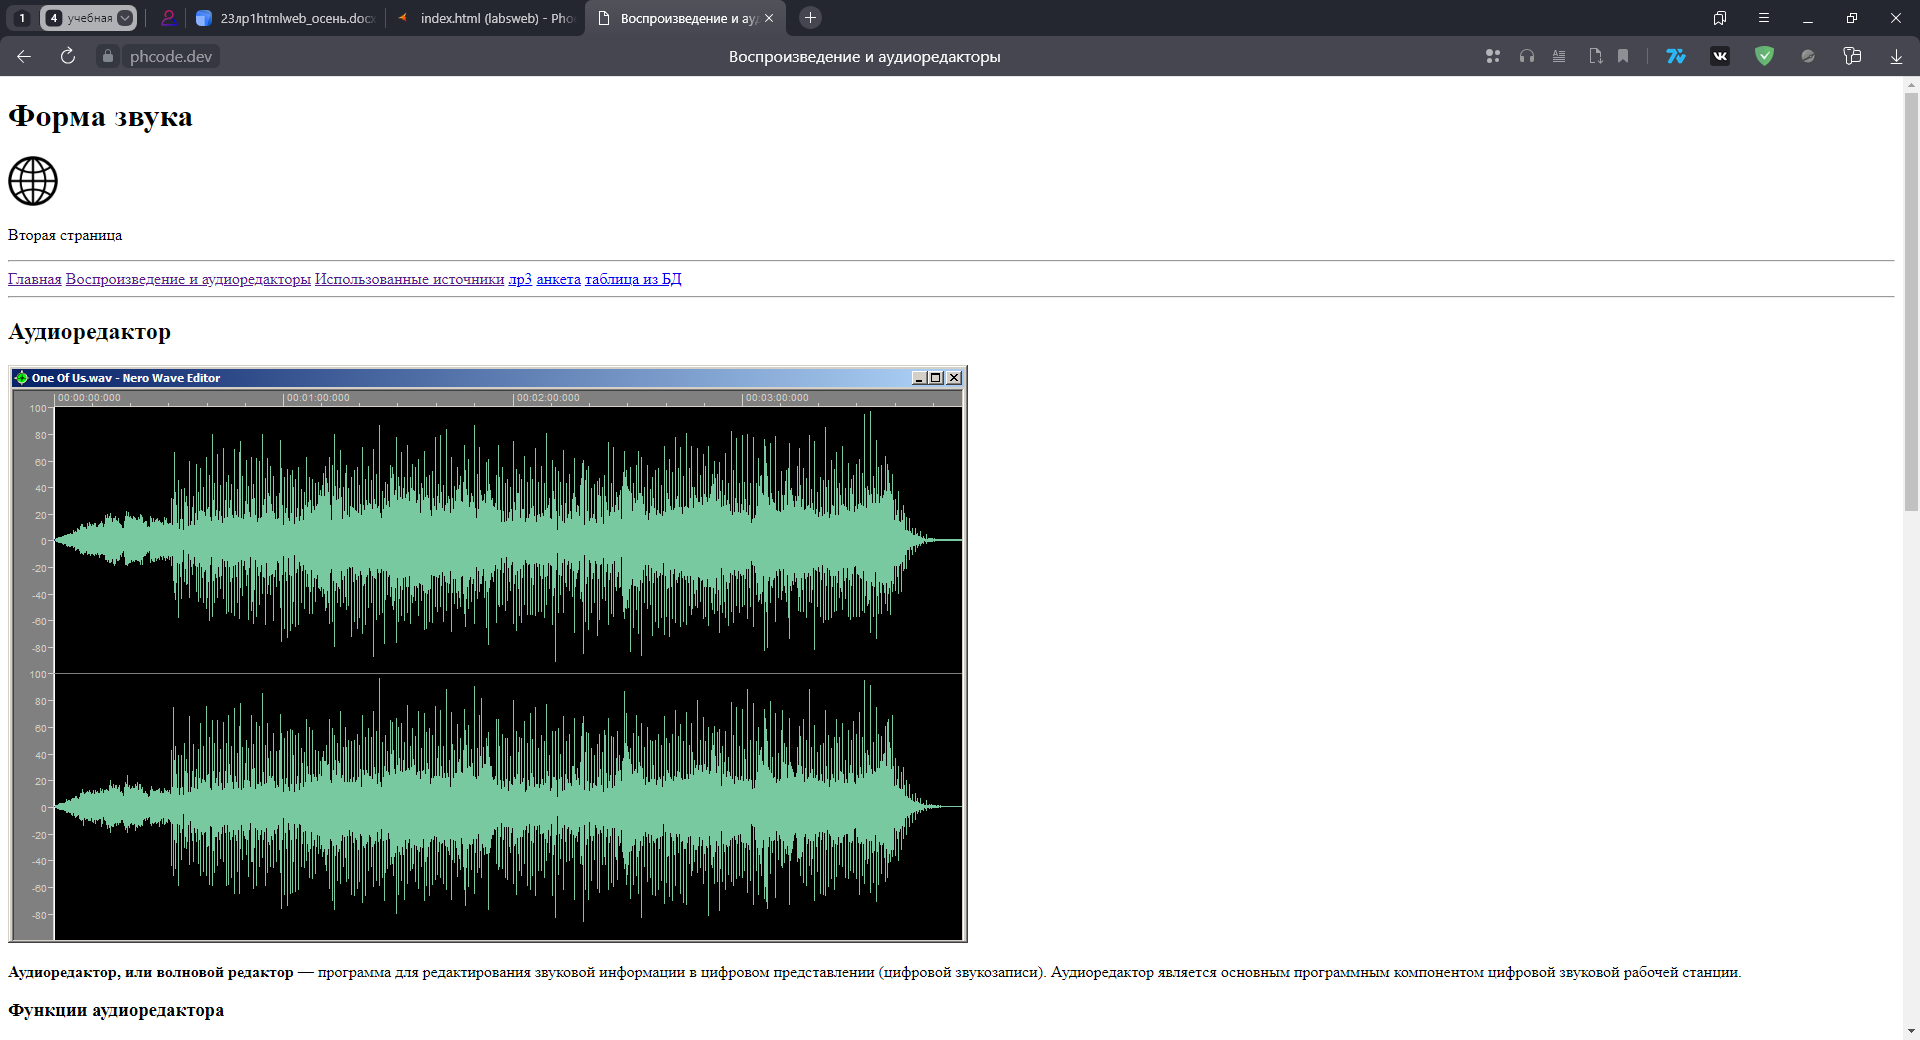 1
4 учебная
23лр1htmlweb_осень.docx
index.html (labsweb) - Pho
Воспроизведение и ау
phcode.dev
Воспроизведение и аудиоредакторы
Форма звука
Вторая страница
Главная Воспроизведение и аудиоредакторы Использованные источники лр3 анкета таблица из БД
Аудиоредактор
One Of Us.wav - Nero Wave Editor
00:00:00:000 00:01:00:000 00:02:00:000 00:03:00:000
100
80
60
40
20
0
-20
-40
-60
-80
100
80
60
40
20
0
-20
-40
-60
-80
Аудиоредактор, или волновой редактор — программа для редактирования звуковой информации в цифровом представлении (цифровой звукозаписи). Аудиоредактор является основным программным компонентом цифровой звуковой рабочей станции.
Функции аудиоредактора